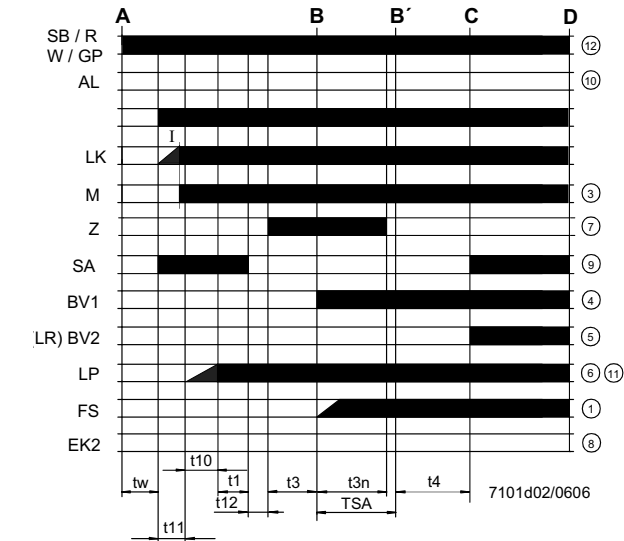 A B B´ C D
SB / R
W / GP
12
AL 10
I
LK
M 3
Z 7
SA 9
BV1 4
LR) BV2 5
LP 6 11
FS 1
EK2 8
t10
tw t1 t3 t3n t4 7101d02/0606
t12 TSA
t11